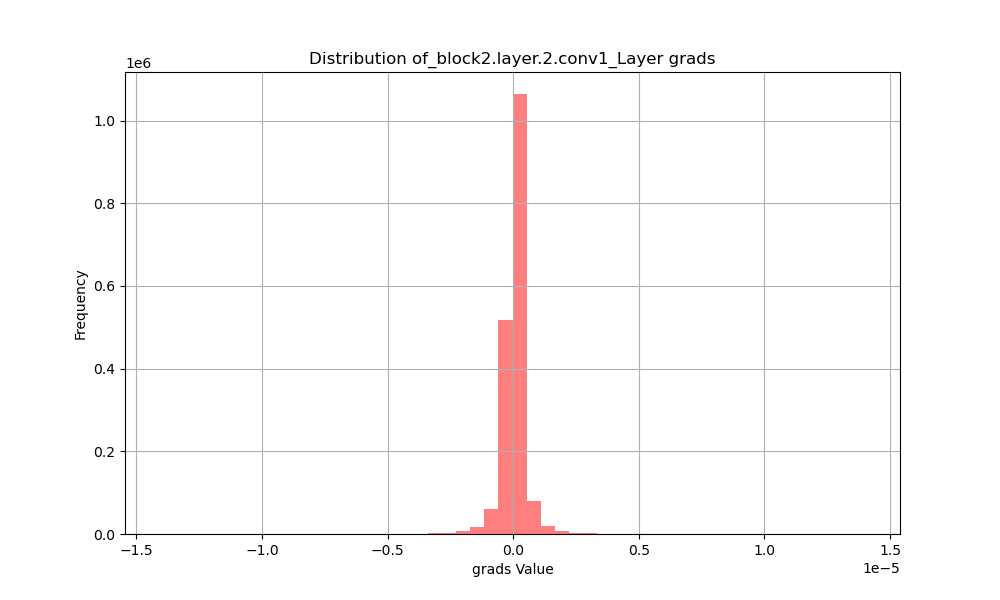 Distribution of_block2.layer.2.conv1_Layer grads
1e6
1.0
0.8
0.6
0.4
0.2
0.0
Frequency
−1.5 −1.0 −0.5 0.0 0.5 1.0 1.5
1e−5
grads Value